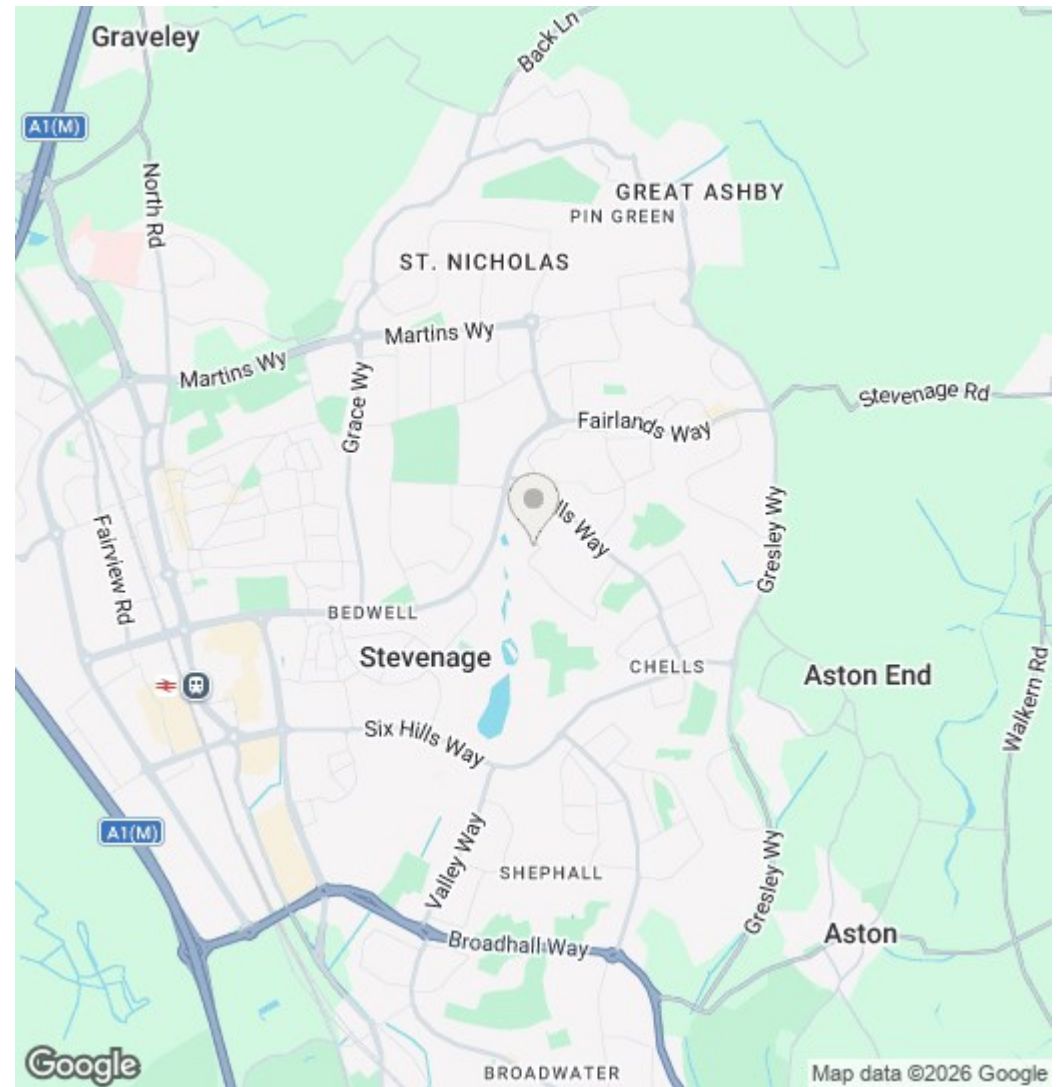 Graveley
Back Ln
A1(M)
North Rd
GREAT ASHBY
PIN GREEN
ST. NICHOLAS
Martins Wy
Martins Wy
Grace Wy
Stevenage Rd
Fairlands Way
lls Way
Fairview Rd
Gresley Wy
BEDWELL
Stevenage
CHELLS
Aston End
Walkern Rd
Six Hills Way
A1(M)
Valley Way
SHEPHALL
Gresley Wy
Broadhall Way
Aston
BROADWATER
Google
Map data ©2026 Google